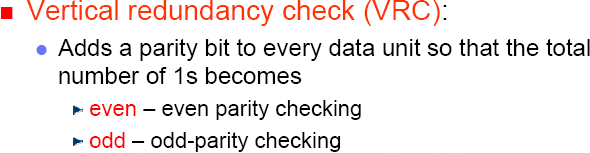 Vertical redundancy check (VRC):
Adds a parity bit to every data unit so that the total
number of 1s becomes
even – even parity checking
odd – odd-parity checking